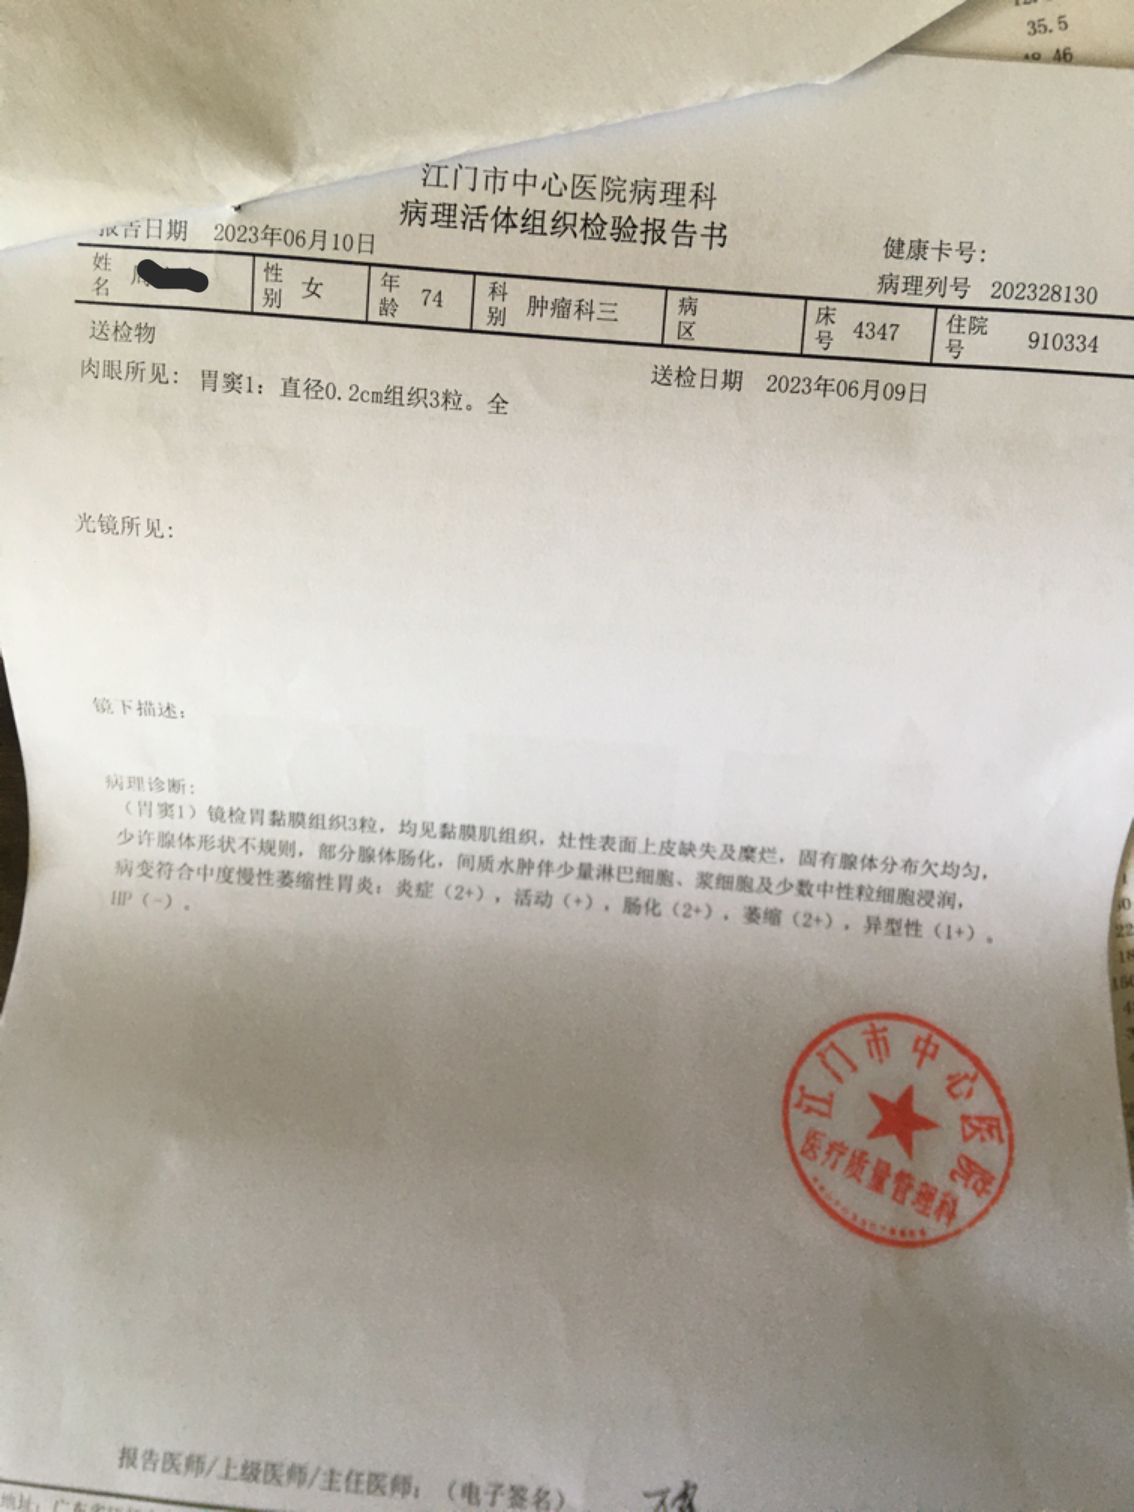 35.5
江门市中心医院病理科
病理活体组织检验报告书
报告日期 2023年06月10日
健康卡号:
病理列号 202328130
姓名 性别 女 年龄 74 科别 肿瘤科三 病区 床号 4347 住院号 910334
送检物
送检日期 2023年06月09日
肉眼所见: 胃窦1: 直径0.2cm组织3粒。全
光镜所见:
镜下描述:
病理诊断:
(胃窦1)镜检胃黏膜组织3粒，均见黏膜肌组织，灶性表面上皮缺失及糜烂，固有腺体分布欠均匀，
少许腺体形状不规则，部分腺体肠化，间质水肿伴少量淋巴细胞、浆细胞及少数中性粒细胞浸润，
病变符合中度慢性萎缩性胃炎: 炎症(2+)，活动(+)，肠化(2+)，萎缩(2+)，异型性(1+)。
HP(-)。
江门市中心医院
医疗质量管理科
报告医师/上级医师/主任医师: (电子签名)